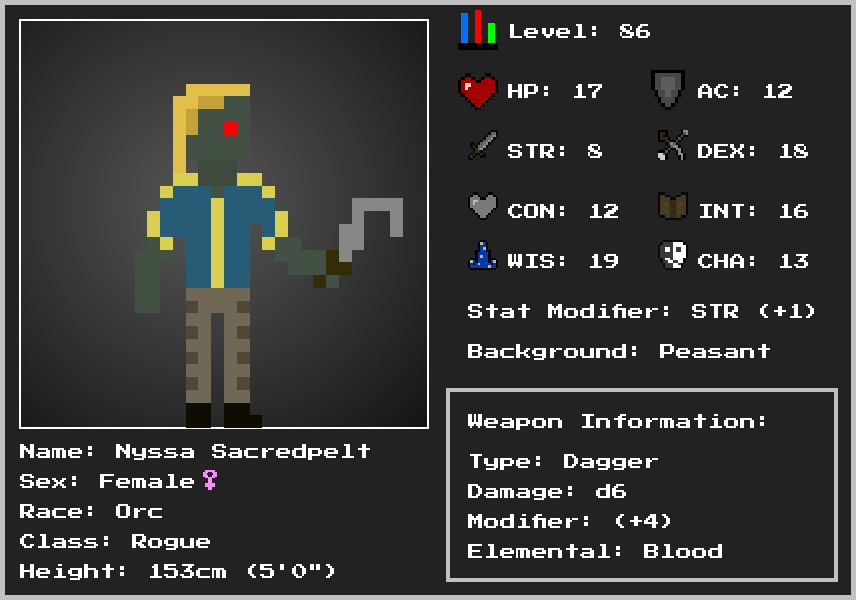 Level: 86
HP: 17
AC: 12
STR: 8
DEX: 18
CON: 12
INT: 16
WIS: 19
CHA: 13
Stat Modifier: STR (+1)
Background: Peasant
Weapon Information:
Type: Dagger
Damage: d6
Modifier: (+4)
Elemental: Blood
Name: Nyssa Sacredpelt
Sex: Female♀
Race: Orc
Class: Rogue
Height: 153cm (5'0")